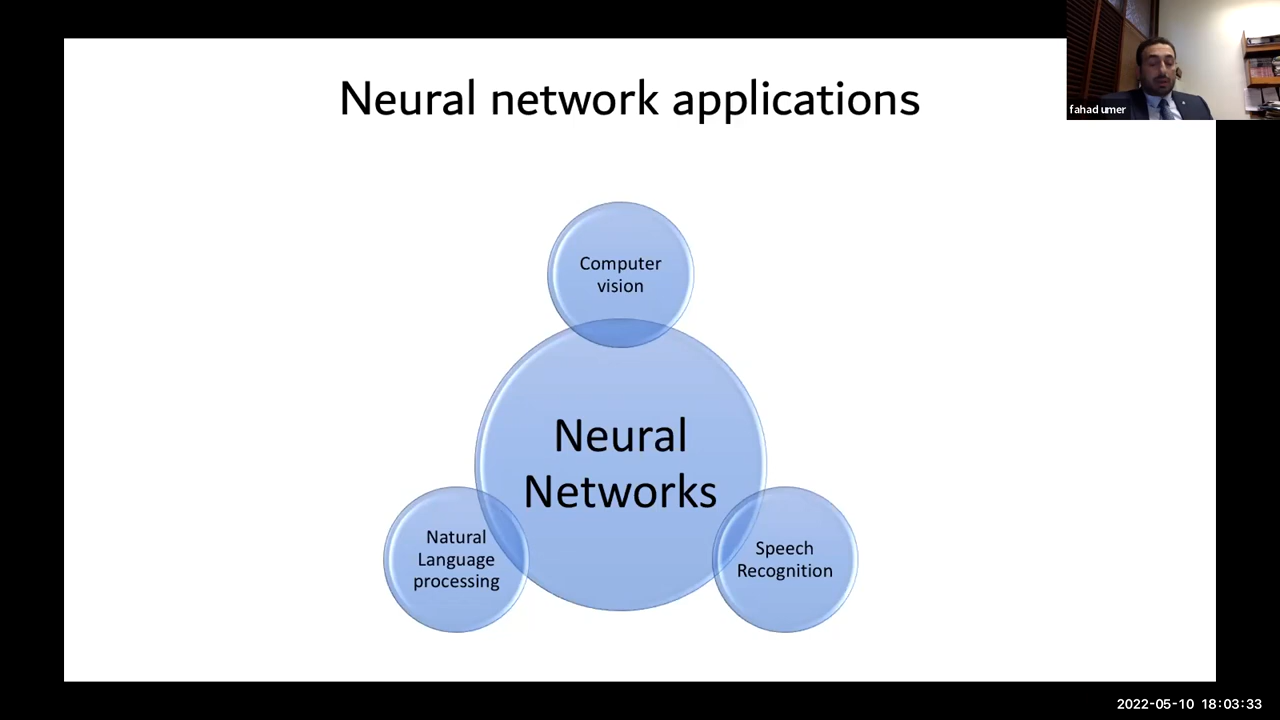 Neural network applications
fahad umer
Computer
vision
Neural
Networks
Natural
Language
processing
Speech
Recognition
2022-05-10 18:03:33